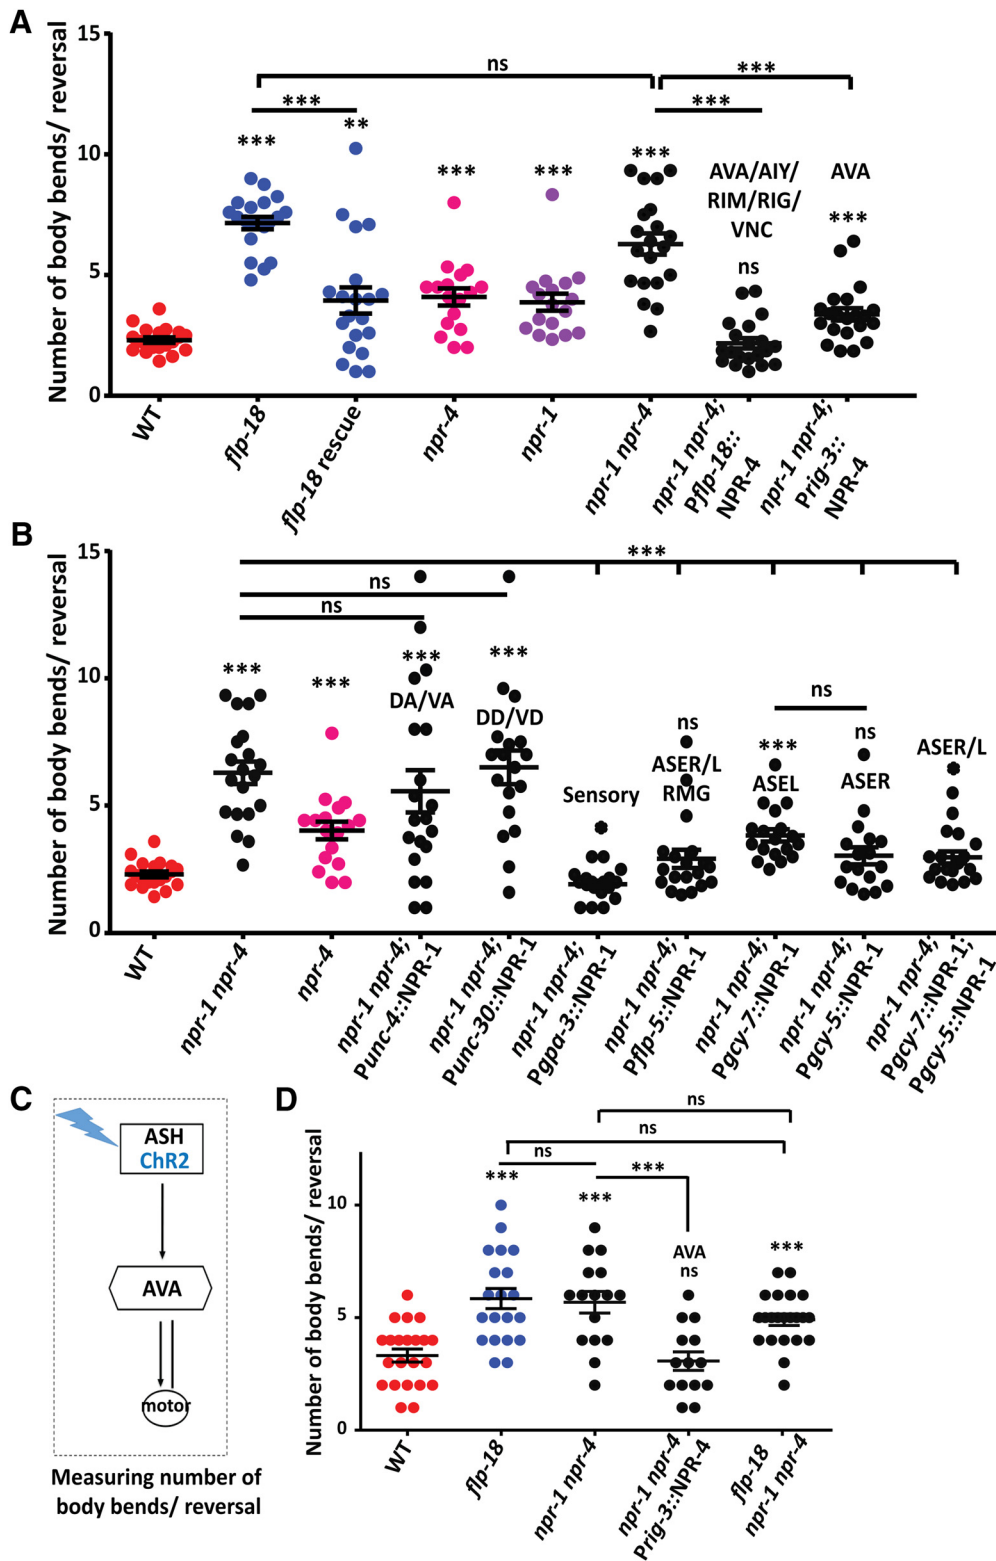 A
Number of body bends/ reversal
15
10
5
0
ns
***
***
***
***
**
***
***
***
AVA/AIY/
RIM/RIG/
VNC
ns
AVA
***
WT
flp-18
flp-18 rescue
npr-4
npr-1
npr-1 npr-4
npr-1 npr-4;
Pflp-18::
NPR-4
npr-1 npr-4;
Prig-3::
NPR-4
B
Number of body bends/ reversal
15
10
5
0
***
ns
ns
***
***
***
DA/VA
***
DD/VD
Sensory
*
ns
ASER/L
RMG
ns
***
ASEL
ns
ASER
ASER/L
*
WT
npr-1 npr-4
npr-4
npr-1 npr-4;
Punc-4::NPR-1
npr-1 npr-4;
Punc-30::NPR-1
npr-1 npr-4;
Pgpa-3::NPR-1
npr-1 npr-4;
Pflp-5::NPR-1
npr-1 npr-4;
Pgcy-7::NPR-1
npr-1 npr-4;
Pgcy-5::NPR-1
npr-1 npr-4;
Pgcy-7::NPR-1;
Pgcy-5::NPR-1
C
ASH
ChR2
AVA
motor
Measuring number of
body bends/ reversal
D
Number of body bends/ reversal
10
5
0
ns
ns
ns
***
***
***
AVA
ns
***
WT
flp-18
npr-1 npr-4
npr-1 npr-4
Prig-3::NPR-4
flp-18
npr-1 npr-4